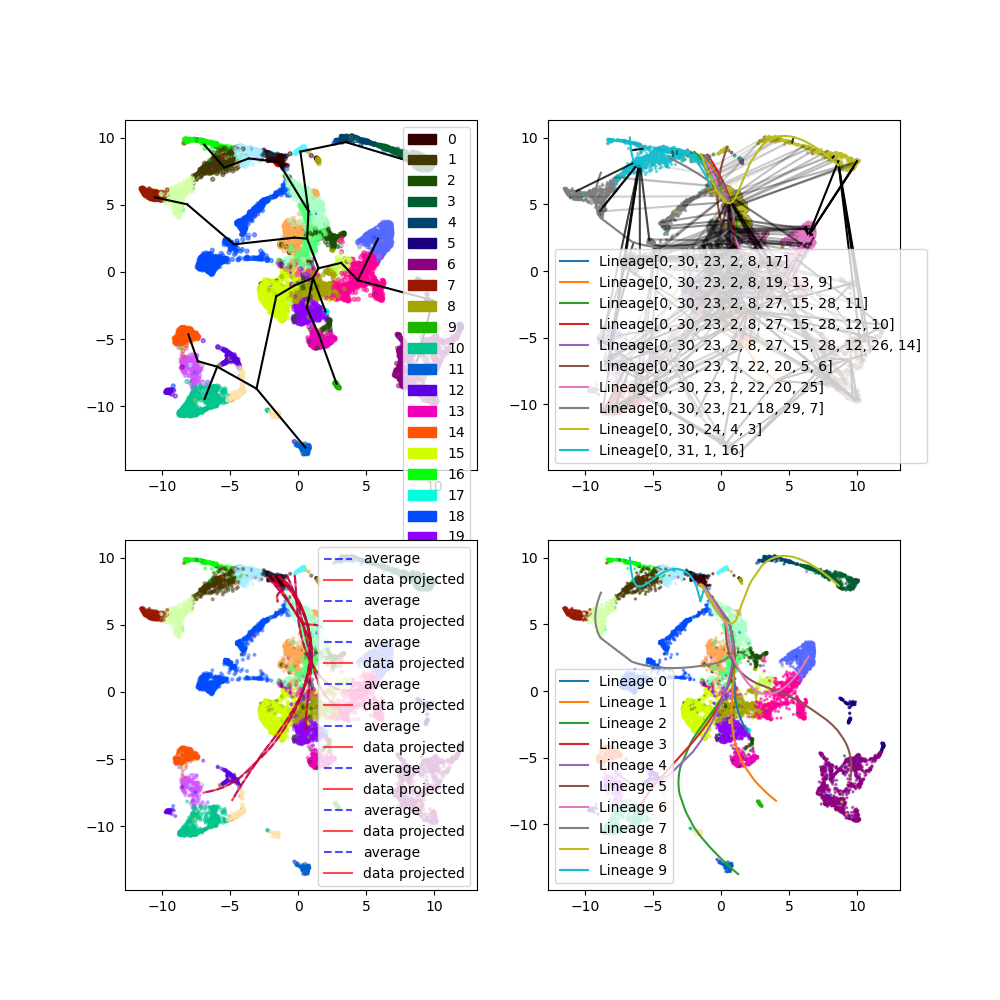 10
5
0
−5
−10
−10
−5
0
5
10
0
1
2
3
4
5
6
7
8
9
10
11
12
13
14
15
16
17
18
19
10
5
0
−5
−10
−10
−5
0
5
10
Lineage[0, 30, 23, 2, 8, 17]
Lineage[0, 30, 23, 2, 8, 19, 13, 9]
Lineage[0, 30, 23, 2, 8, 27, 15, 28, 11]
Lineage[0, 30, 23, 2, 8, 27, 15, 28, 12, 10]
Lineage[0, 30, 23, 2, 8, 27, 15, 28, 12, 26, 14]
Lineage[0, 30, 23, 2, 22, 20, 5, 6]
Lineage[0, 30, 23, 2, 22, 20, 25]
Lineage[0, 30, 23, 21, 18, 29, 7]
Lineage[0, 30, 24, 4, 3]
Lineage[0, 31, 1, 16]
10
5
0
−5
−10
−10
−5
0
5
10
average
data projected
average
data projected
average
data projected
average
data projected
average
data projected
average
data projected
average
data projected
average
data projected
10
5
0
−5
−10
−10
−5
0
5
10
Lineage 0
Lineage 1
Lineage 2
Lineage 3
Lineage 4
Lineage 5
Lineage 6
Lineage 7
Lineage 8
Lineage 9